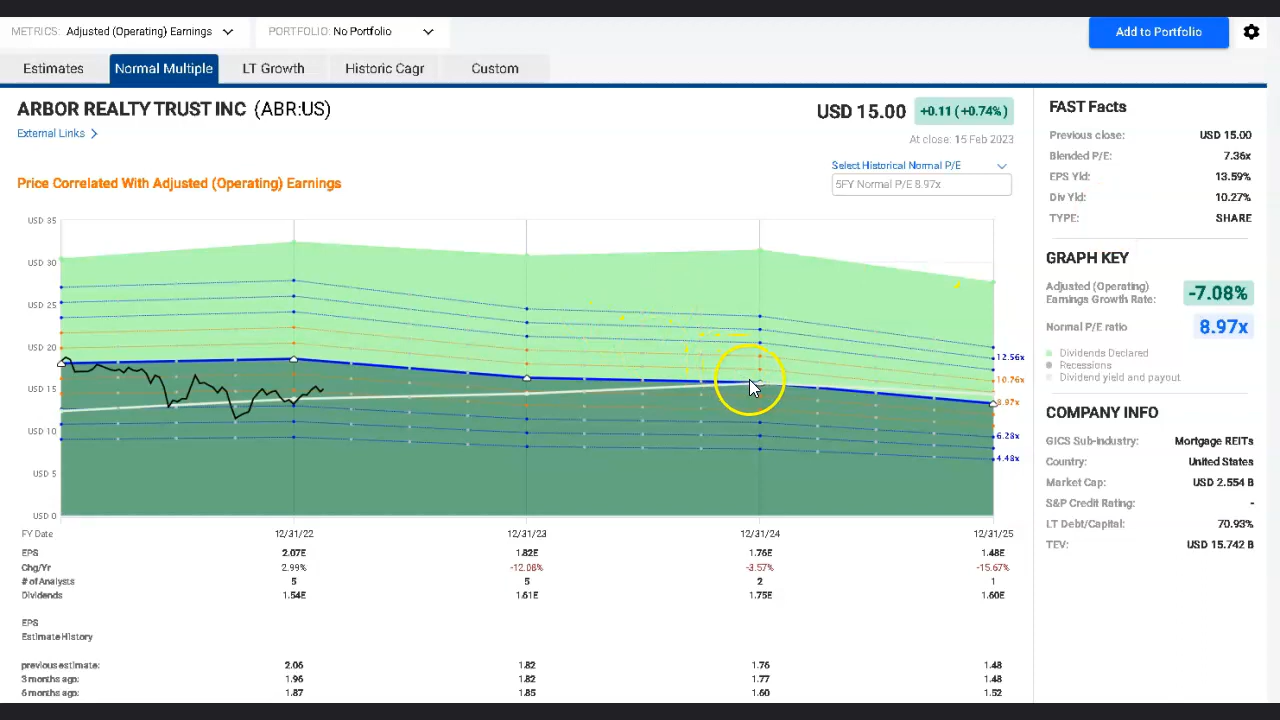 METRICS: Adjusted (Operating) Earnings PORTFOLIO: No Portfolio Add to Portfolio
Estimates Normal Multiple LT Growth Historic Cagr Custom
ARBOR REALTY TRUST INC (ABR:US)
USD 15.00 +0.11 (+0.74%)
External Links
At close: 15 Feb 2023
Select Historical Normal P/E
5FY Normal P/E 8.97x
Price Correlated With Adjusted (Operating) Earnings
USD 35
USD 30
USD 25
USD 20
USD 15
USD 10
USD 5
USD 0
12.56x
10.76x
8.97x
6.28x
4.48x
FY Date 12/31/22 12/31/23 12/31/24 12/31/25
EPS 2.07E 1.82E 1.76E 1.48E
Chg/Yr 2.99% -12.08% -3.57% -15.67%
# of Analysts 5 5 2 1
Dividends 1.54E 1.61E 1.75E 1.60E
EPS
Estimate History
previous estimate: 2.06 1.82 1.76 1.48
3 months ago: 1.96 1.82 1.77 1.48
6 months ago: 1.87 1.85 1.60 1.52
FAST Facts
Previous close: USD 15.00
Blended P/E: 7.36x
EPS Yld: 13.59%
Div Yld: 10.27%
TYPE: SHARE
GRAPH KEY
Adjusted (Operating)
Earnings Growth Rate: -7.08%
Normal P/E ratio 8.97x
Dividends Declared
Recessions
Dividend yield and payout
COMPANY INFO
GICS Sub-industry: Mortgage REITs
Country: United States
Market Cap: USD 2.554 B
S&P Credit Rating: -
LT Debt/Capital: 70.93%
TEV: USD 15.742 B